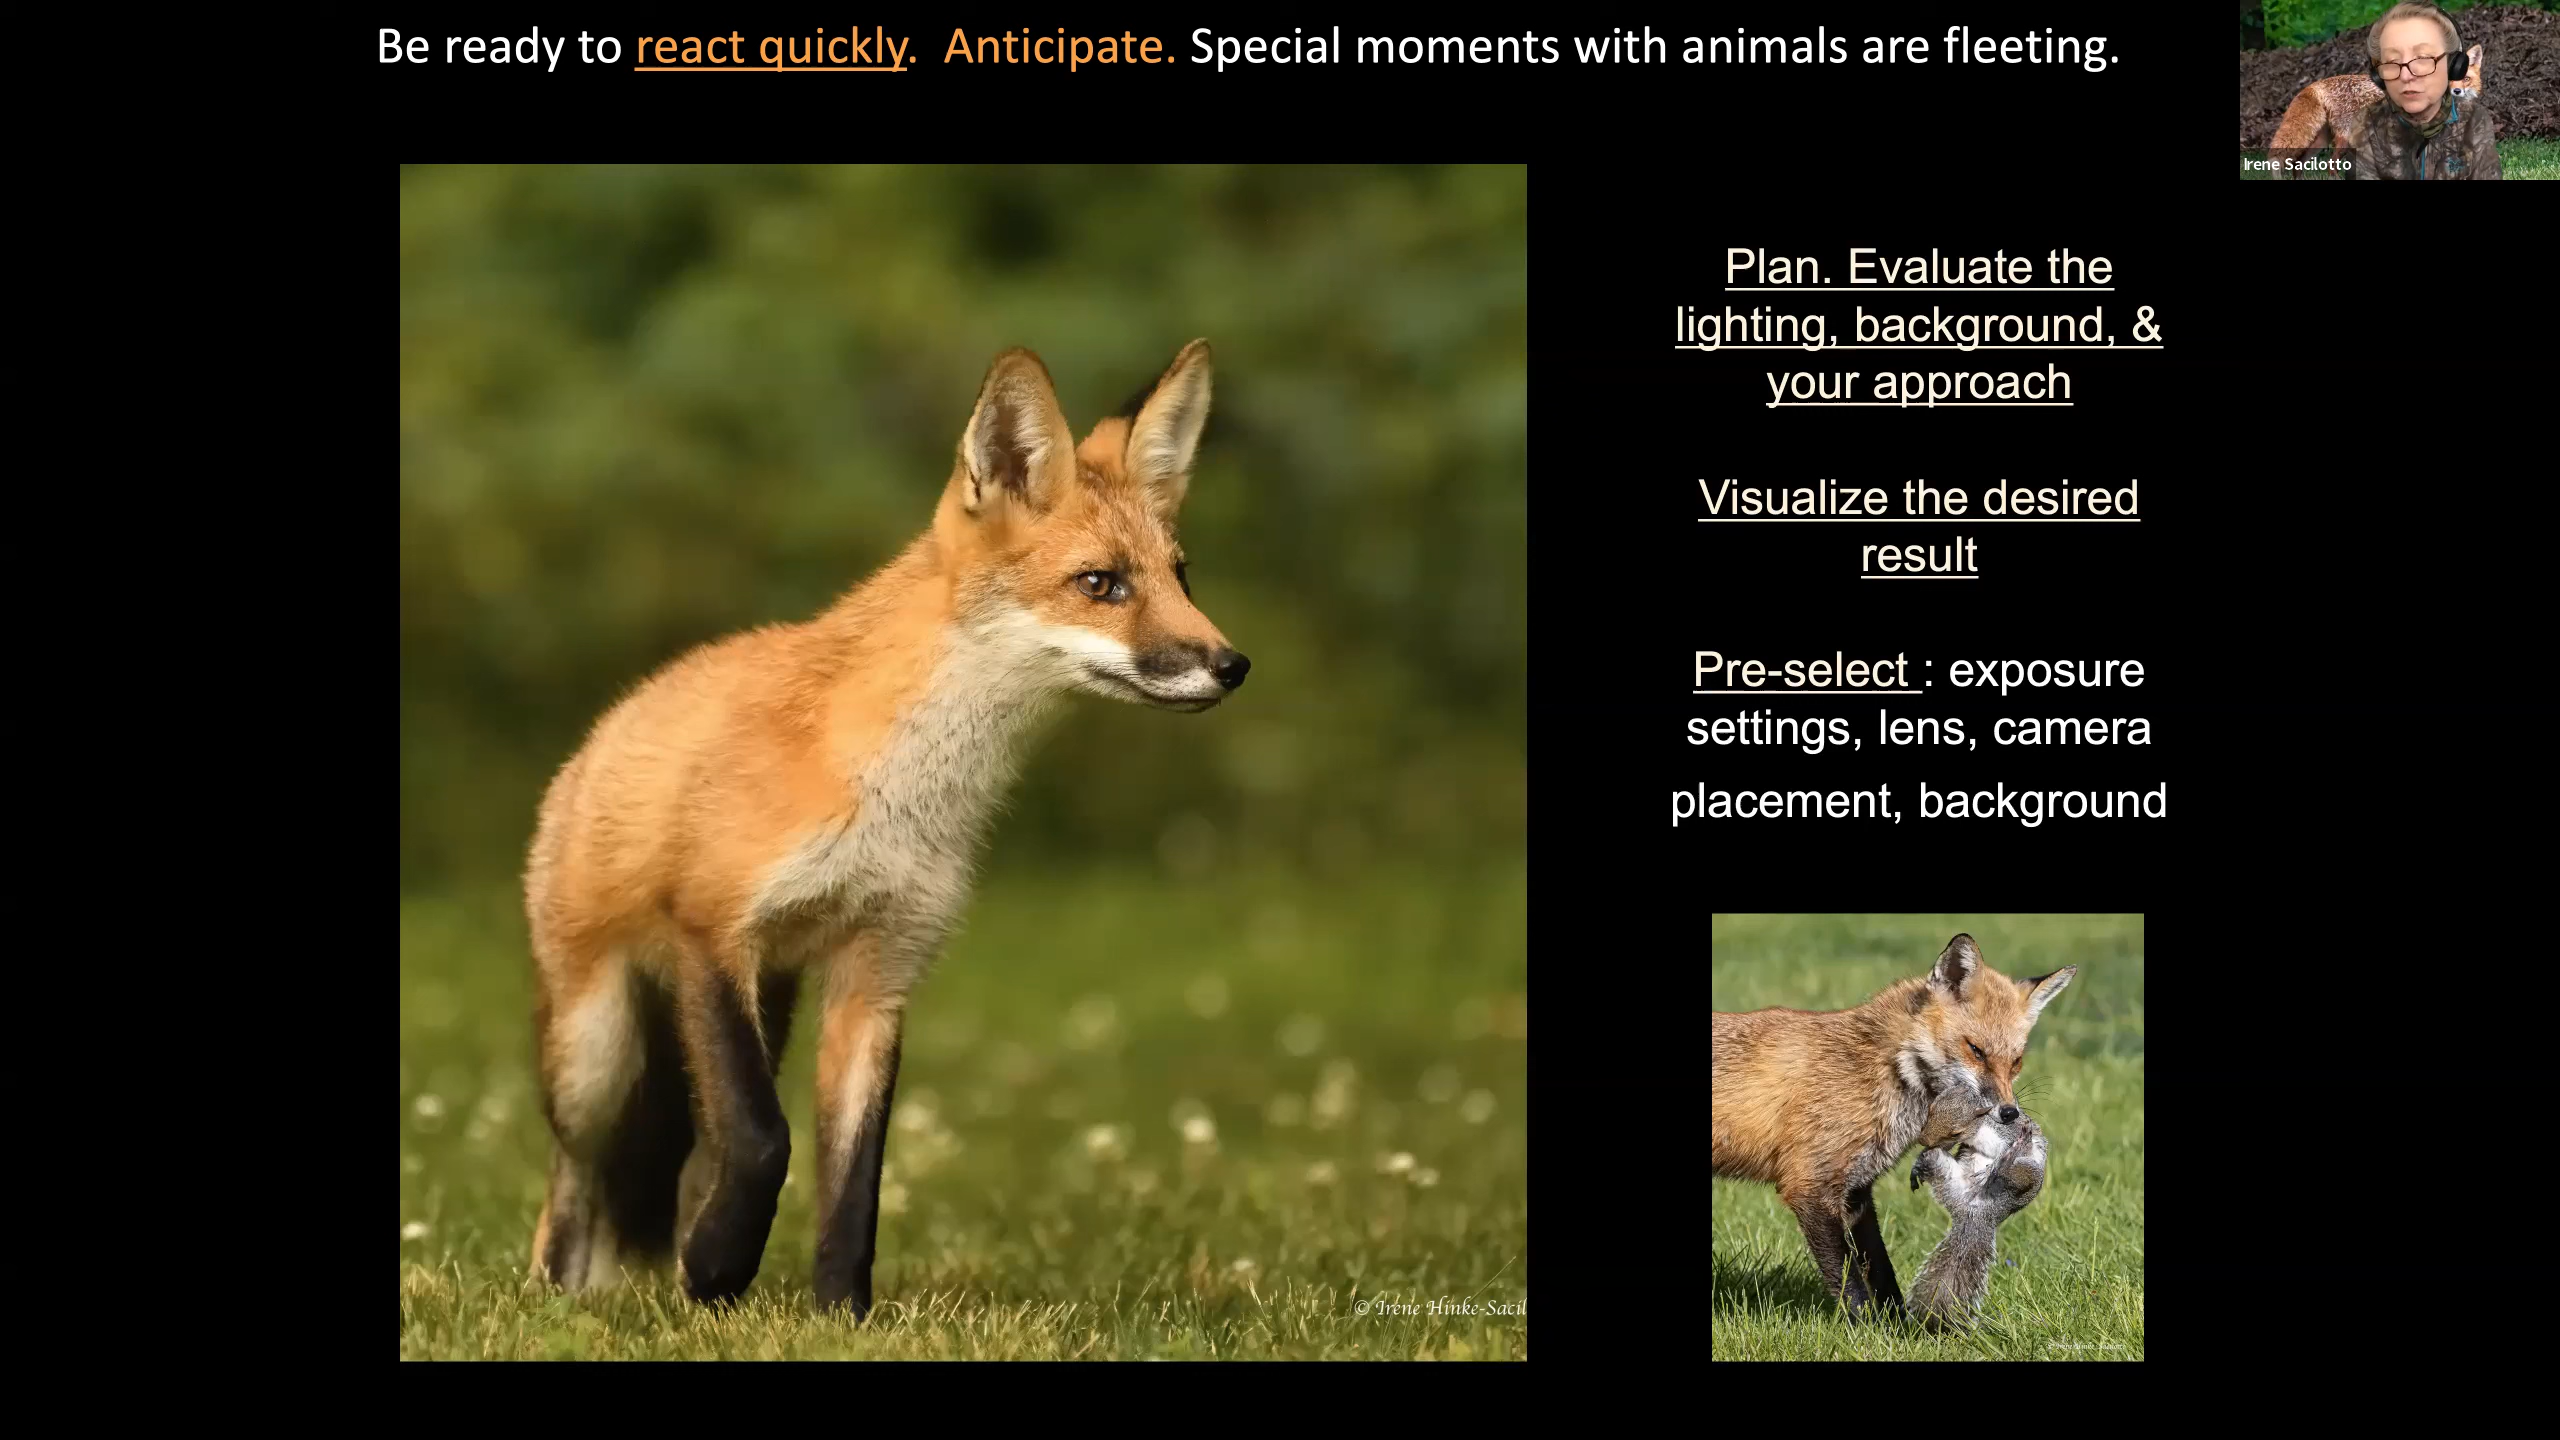 Be ready to react quickly. Anticipate. Special moments with animals are fleeting.
Irene Sacilotto
Plan. Evaluate the
lighting, background, &
your approach
Visualize the desired
result
Pre-select : exposure
settings, lens, camera
placement, background
© Irene Hinke-Sacil